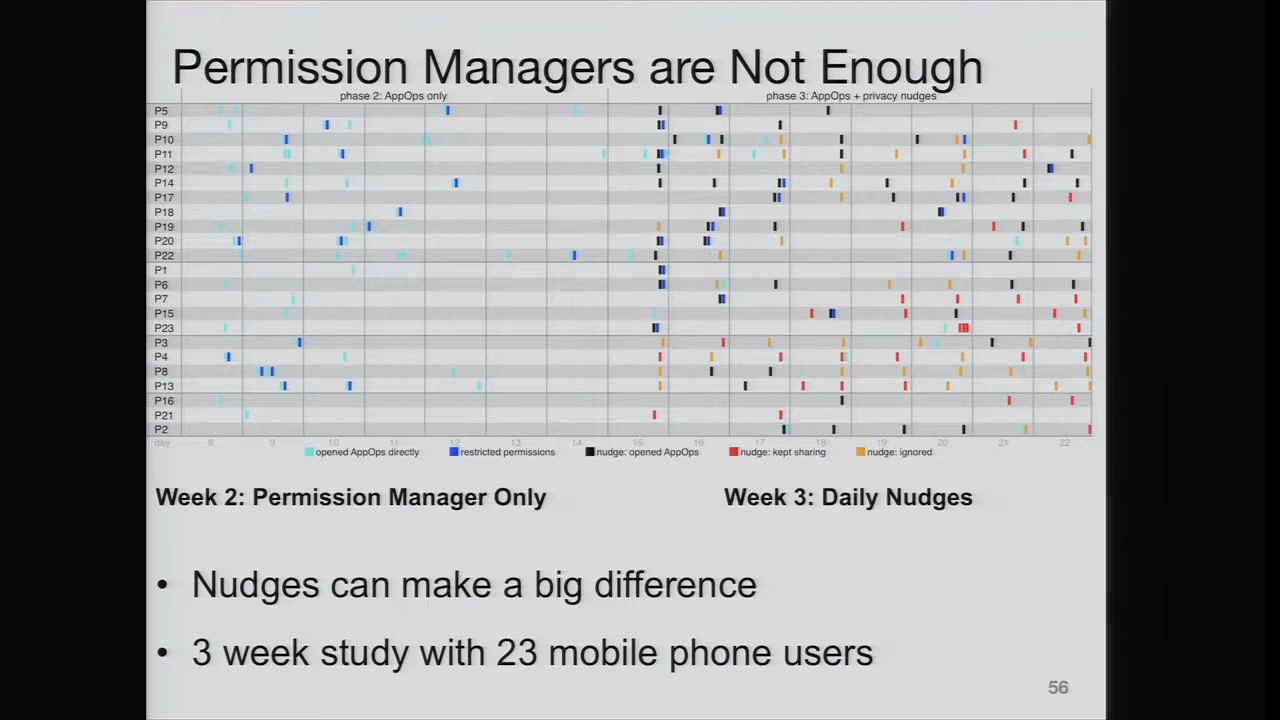 Permission Managers are Not Enough
phase 2: AppOps only
phase 3: AppOps + privacy nudges
P5
P9
P10
P11
P12
P14
P17
P18
P19
P20
P22
P1
P6
P7
P15
P23
P3
P4
P8
P13
P16
P21
P2
day 8 9 10 11 12 13 14 15 16 17 18 19 20 21 22
opened AppOps directly restricted permissions nudge: opened AppOps nudge: kept sharing nudge: ignored
Week 2: Permission Manager Only
Week 3: Daily Nudges
• Nudges can make a big difference
• 3 week study with 23 mobile phone users
56